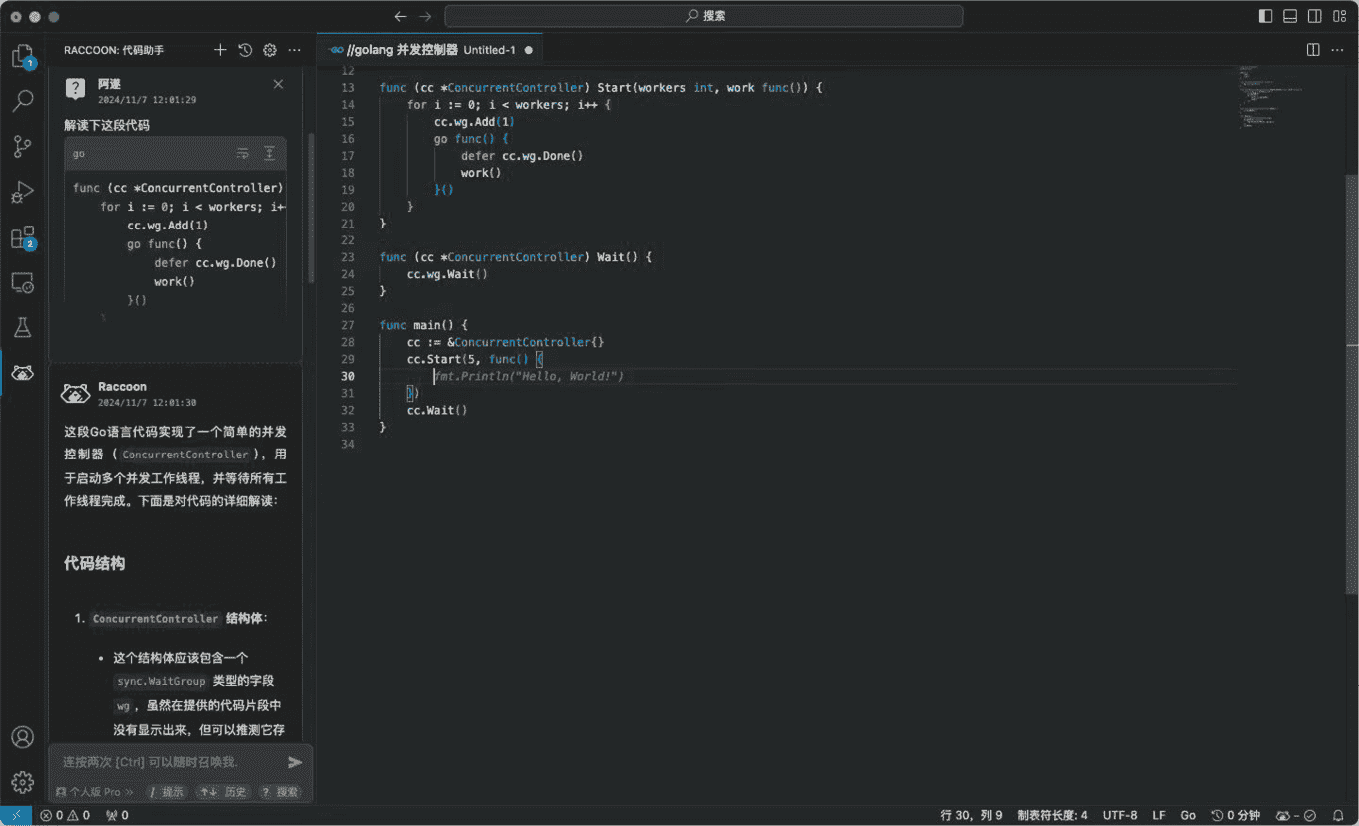 搜索
RACCOON: 代码助手
//golang 并发控制器 Untitled-1
1
2
阿遂
2024/11/7 12:01:29
解读下这段代码
go
func (cc *ConcurrentController)
for i := 0; i < workers; i+
cc.wg.Add(1)
go func() {
defer cc.wg.Done()
work()
}()
Raccoon
2024/11/7 12:01:30
这段Go语言代码实现了一个简单的并发
控制器（ ConcurrentController ），用
于启动多个并发工作线程，并等待所有工
作线程完成。下面是对代码的详细解读：
代码结构
1. ConcurrentController 结构体：
• 这个结构体应该包含一个
sync.WaitGroup 类型的字段
wg ，虽然在提供的代码片段中
没有显示出来，但可以推测它存
连按两次 [Ctrl] 可以随时召唤我.
个人版 Pro >> / 提示 ↑↓ 历史 ? 搜索
12
13 func (cc *ConcurrentController) Start(workers int, work func()) {
14 for i := 0; i < workers; i++ {
15 cc.wg.Add(1)
16 go func() {
17 defer cc.wg.Done()
18 work()
19 }()
20 }
21 }
22
23 func (cc *ConcurrentController) Wait() {
24 cc.wg.Wait()
25 }
26
27 func main() {
28 cc := &ConcurrentController{}
29 cc.Start(5, func() {
30 fmt.Println("Hello, World!")
31 })
32 cc.Wait()
33 }
34
0 0 0 行 30，列 9 制表符长度: 4 UTF-8 LF Go 0 分钟